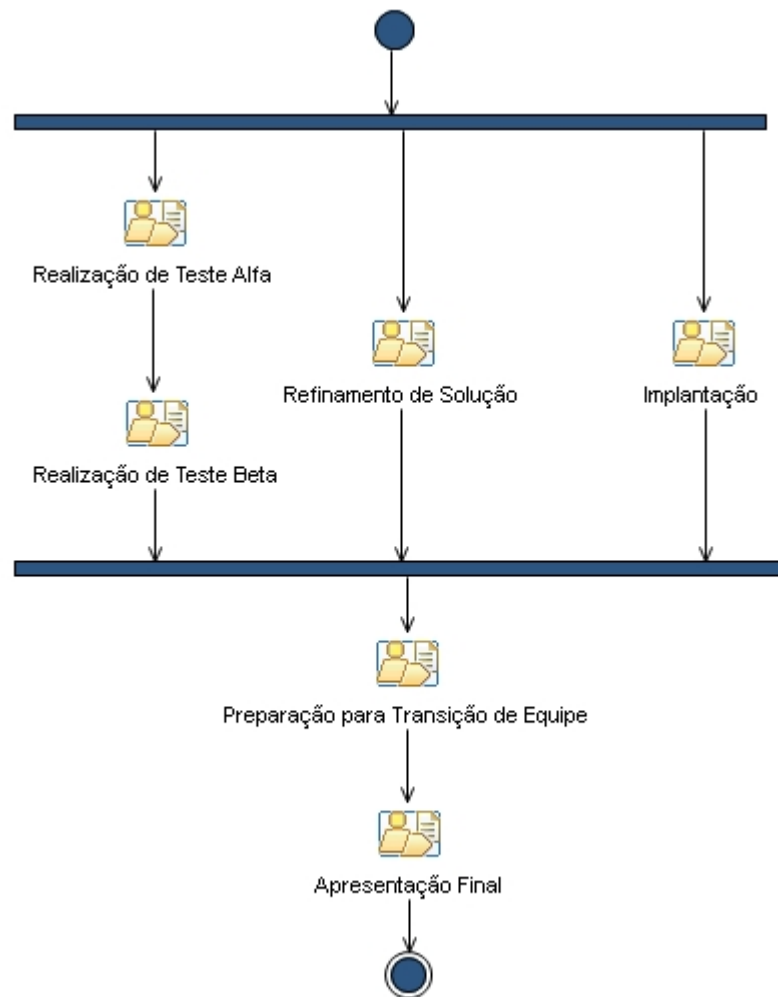 Realização de Teste Alfa
Refinamento de Solução
Implantação
Realização de Teste Beta
Preparação para Transição de Equipe
Apresentação Final